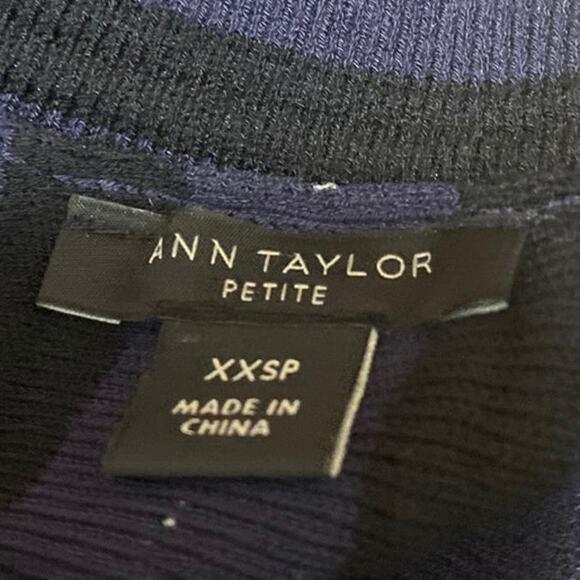 ANN TAYLOR
PETITE
XXSP
MADE IN
CHINA